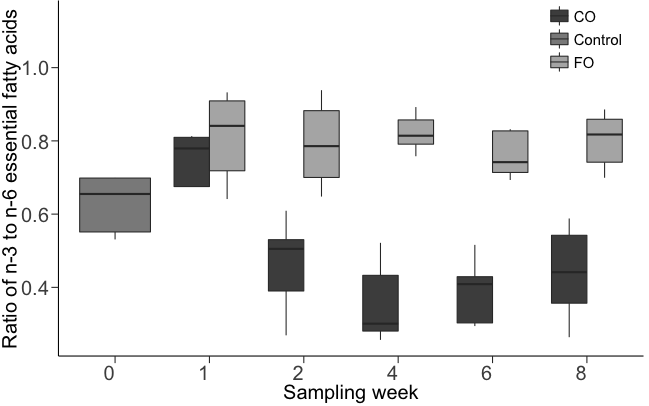 Ratio of n-3 to n-6 essential fatty acids
CO
Control
FO
1.0
0.8
0.6
0.4
0 1 2 4 6 8
Sampling week